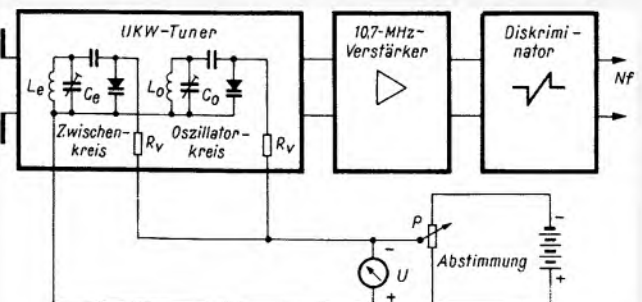 UKW-Tuner
10,7-MHz-
Verstärker
Diskrimi-
nator
Le
Ce
Lo
Co
Nf
Zwischen-
kreis
Rv
Oszillator-
kreis
Rv
P
-
-
Abstimmung
U
+
+